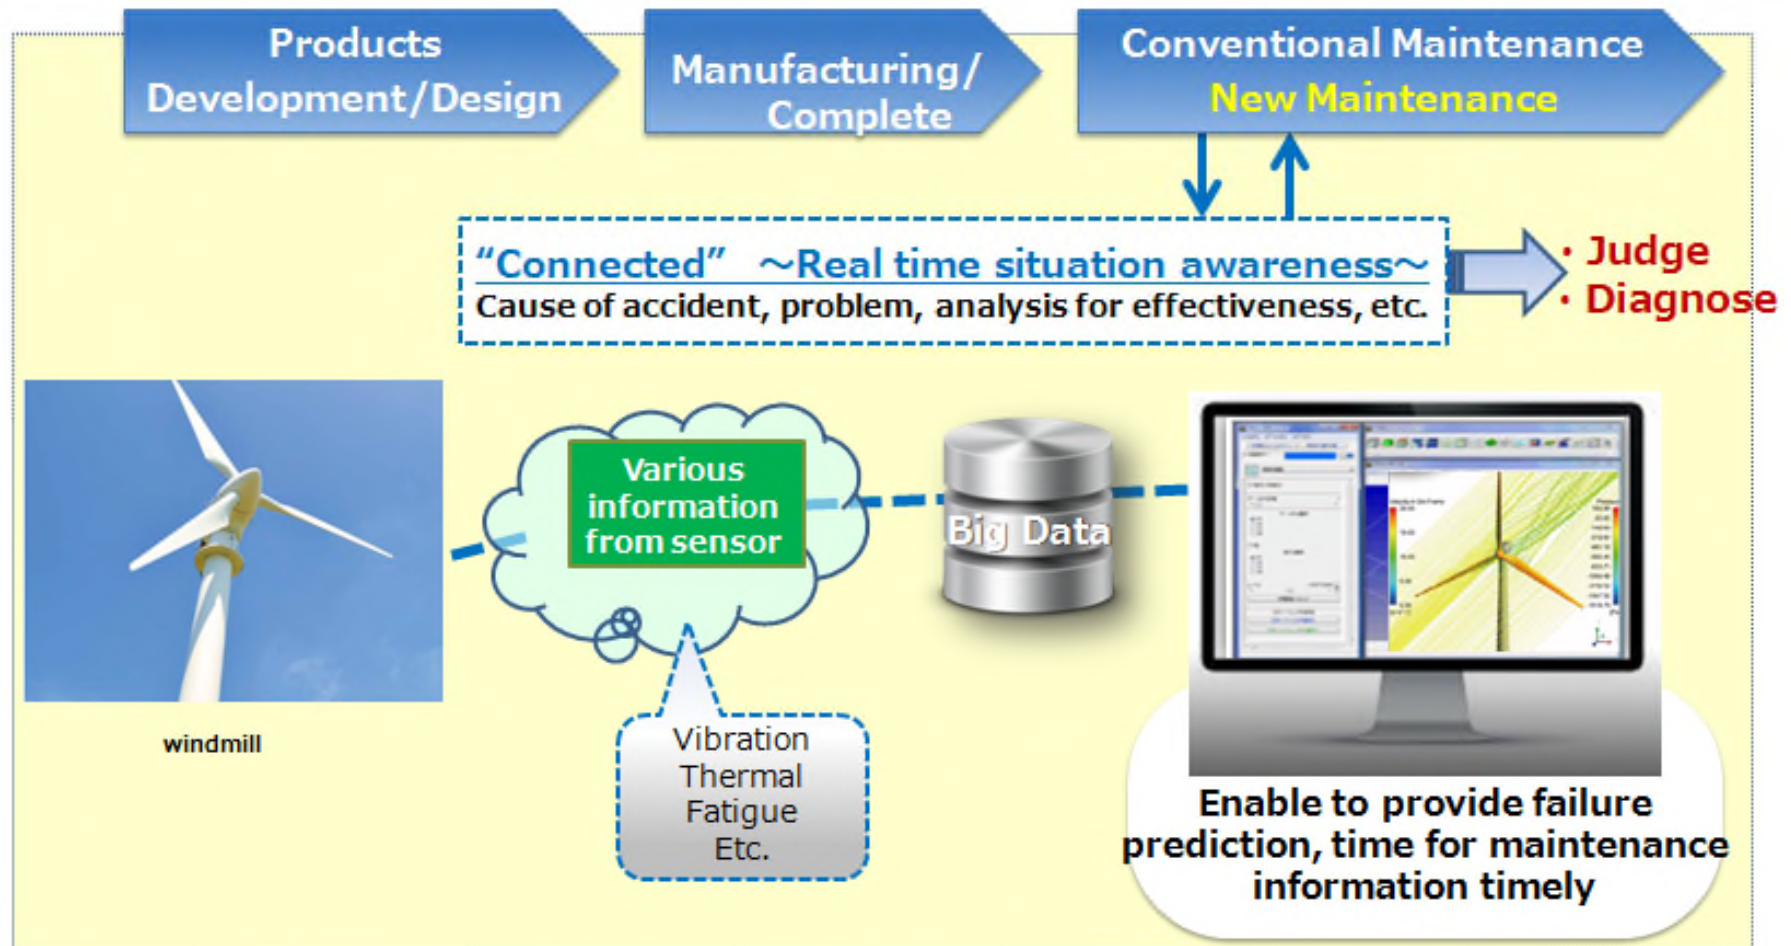 Products
Development/Design
Manufacturing/
Complete
Conventional Maintenance
New Maintenance
“Connected” ～Real time situation awareness～
Cause of accident, problem, analysis for effectiveness, etc.
・Judge
・Diagnose
windmill
Various
information
from sensor
Vibration
Thermal
Fatigue
Etc.
Big Data
Enable to provide failure
prediction, time for maintenance
information timely